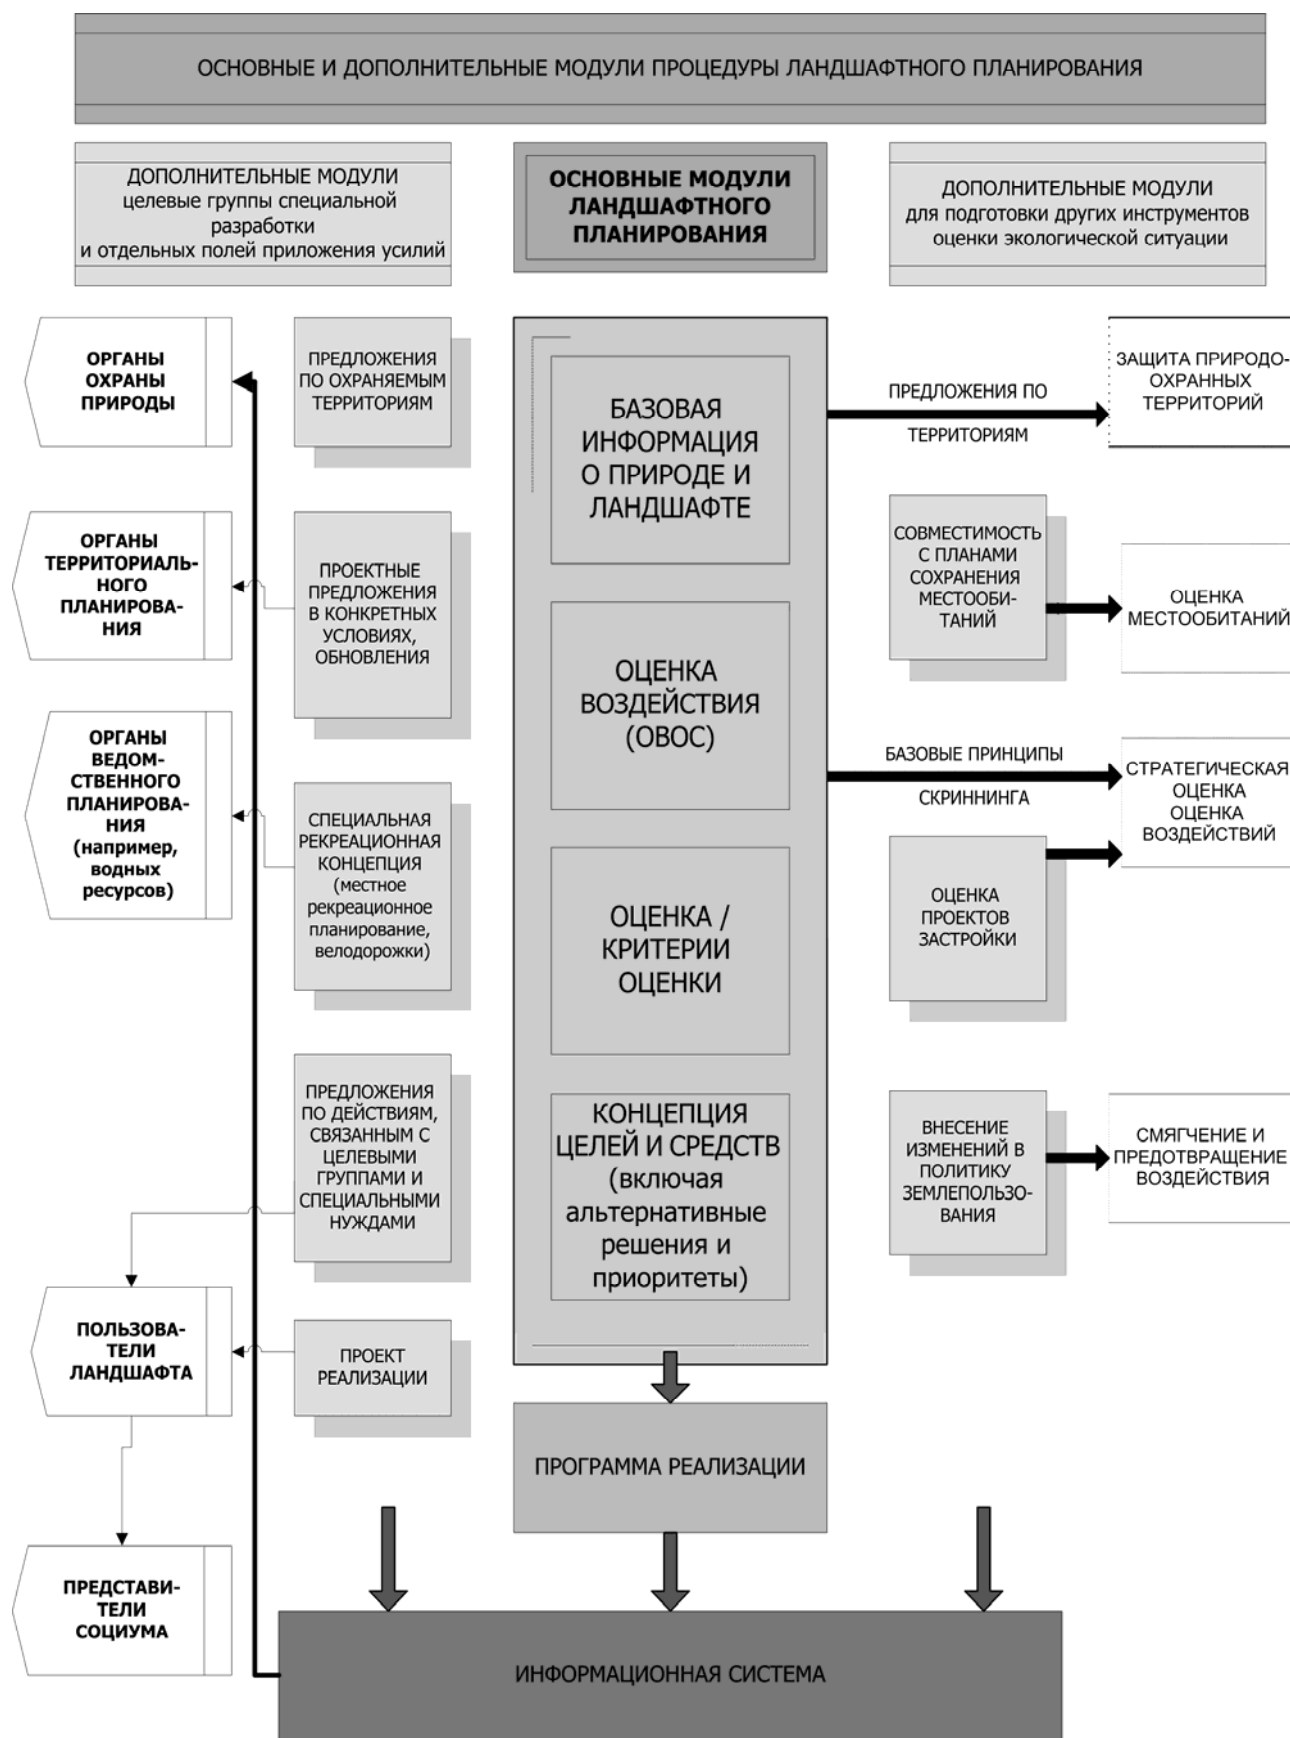 ОСНОВНЫЕ И ДОПОЛНИТЕЛЬНЫЕ МОДУЛИ ПРОЦЕДУРЫ ЛАНДШАФТНОГО ПЛАНИРОВАНИЯ
ДОПОЛНИТЕЛЬНЫЕ МОДУЛИ
целевые группы специальной
разработки
и отдельных полей приложения усилий
ОСНОВНЫЕ МОДУЛИ
ЛАНДШАФТНОГО
ПЛАНИРОВАНИЯ
ДОПОЛНИТЕЛЬНЫЕ МОДУЛИ
для подготовки других инструментов
оценки экологической ситуации
ОРГАНЫ
ОХРАНЫ
ПРИРОДЫ
ОРГАНЫ
ТЕРРИТОРИАЛЬ-
НОГО
ПЛАНИРОВА-
НИЯ
ОРГАНЫ
ВЕДОМ-
СТВЕННОГО
ПЛАНИРОВА-
НИЯ
(например,
водных
ресурсов)
ПОЛЬЗОВА-
ТЕЛИ
ЛАНДШАФТА
ПРЕДСТАВИ-
ТЕЛИ
СОЦИУМА
ПРЕДЛОЖЕНИЯ
ПО ОХРАНЯЕМЫМ
ТЕРРИТОРИЯМ
ПРОЕКТНЫЕ
ПРЕДЛОЖЕНИЯ
В КОНКРЕТНЫХ
УСЛОВИЯХ,
ОБНОВЛЕНИЯ
СПЕЦИАЛЬНАЯ
РЕКРЕАЦИОННАЯ
КОНЦЕПЦИЯ
(местное
рекреационное
планирование,
велодорожки)
ПРЕДЛОЖЕНИЯ
ПО ДЕЙСТВИЯМ,
СВЯЗАННЫМ С
ЦЕЛЕВЫМИ
ГРУППАМИ И
СПЕЦИАЛЬНЫМИ
НУЖДАМИ
ПРОЕКТ
РЕАЛИЗАЦИИ
БАЗОВАЯ
ИНФОРМАЦИЯ
О ПРИРОДЕ И
ЛАНДШАФТЕ
ОЦЕНКА
ВОЗДЕЙСТВИЯ
(ОВОС)
ОЦЕНКА /
КРИТЕРИИ
ОЦЕНКИ
КОНЦЕПЦИЯ
ЦЕЛЕЙ И СРЕДСТВ
(включая
альтернативные
решения и
приоритеты)
ПРОГРАММА РЕАЛИЗАЦИИ
ПРЕДЛОЖЕНИЯ ПО
ТЕРРИТОРИЯМ
СОВМЕСТИМОСТЬ
С ПЛАНАМИ
СОХРАНЕНИЯ
МЕСТООБИ-
ТАНИЙ
БАЗОВЫЕ ПРИНЦИПЫ
СКРИННИНГА
ОЦЕНКА
ПРОЕКТОВ
ЗАСТРОЙКИ
ВНЕСЕНИЕ
ИЗМЕНЕНИЙ В
ПОЛИТИКУ
ЗЕМЛЕПОЛЬЗО-
ВАНИЯ
ЗАЩИТА ПРИРОДО-
ОХРАННЫХ
ТЕРРИТОРИЙ
ОЦЕНКА
МЕСТООБИТАНИЙ
СТРАТЕГИЧЕСКАЯ
ОЦЕНКА
ОЦЕНКА
ВОЗДЕЙСТВИЙ
СМЯГЧЕНИЕ И
ПРЕДОТВРАЩЕНИЕ
ВОЗДЕЙСТВИЯ
ИНФОРМАЦИОННАЯ СИСТЕМА